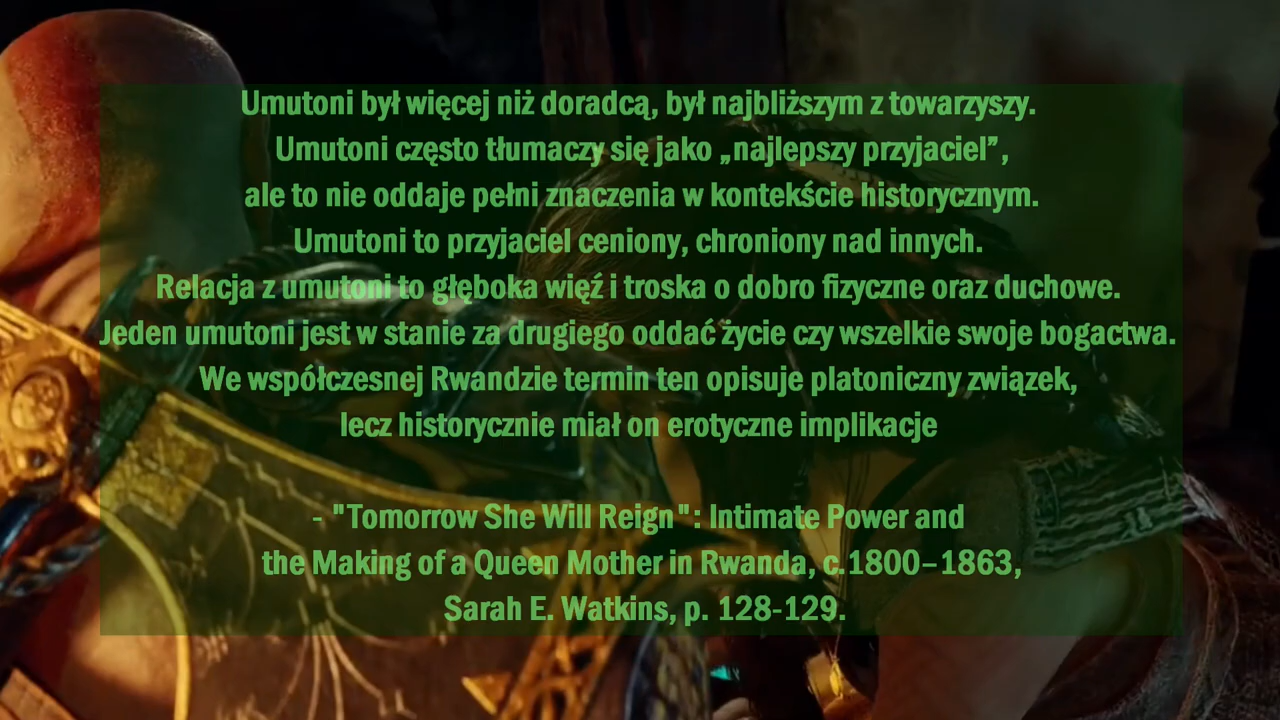 Umutoni był więcej niż doradcą, był najbliższym z towarzyszy.
Umutoni często tłumaczy się jako „najlepszy przyjaciel”,
ale to nie oddaje pełni znaczenia w kontekście historycznym.
Umutoni to przyjaciel ceniony, chroniony nad innych.
Relacja z umutoni to głęboka więź i troska o dobro fizyczne oraz duchowe.
Jeden umutoni jest w stanie za drugiego oddać życie czy wszelkie swoje bogactwa.
We współczesnej Rwandzie termin ten opisuje platoniczny związek,
lecz historycznie miał on erotyczne implikacje
- "Tomorrow She Will Reign": Intimate Power and
the Making of a Queen Mother in Rwanda, c.1800–1863,
Sarah E. Watkins, p. 128-129.